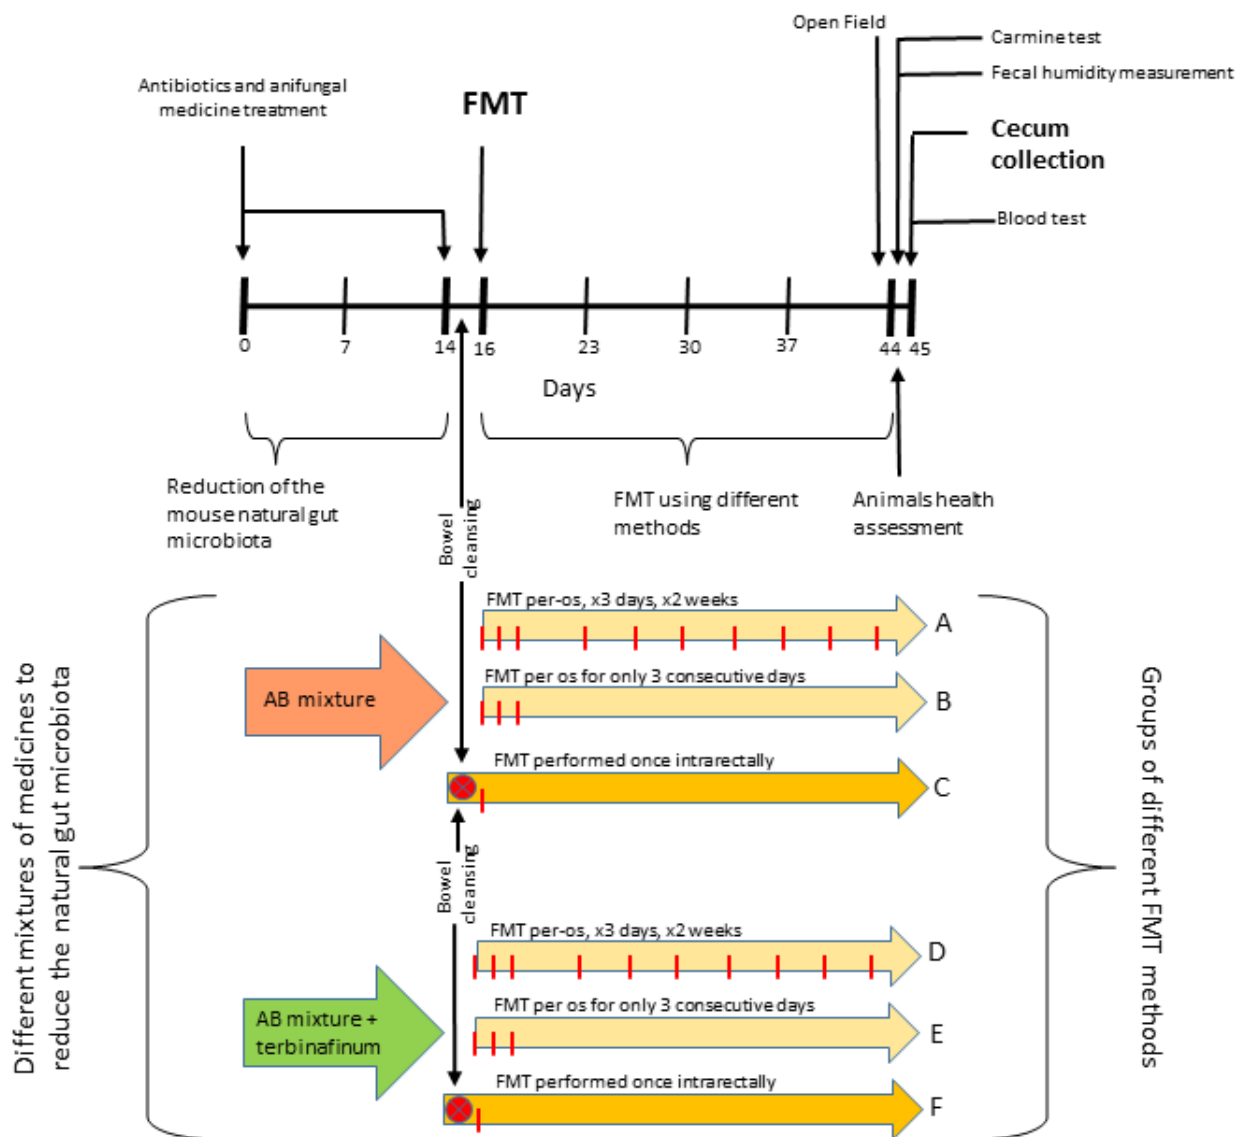 Open Field
Carmine test
Fecal humidity measurement
Antibiotics and anifungal
medicine treatment
FMT
Cecum
collection
Blood test
0
7
14
16
23
30
37
44
45
Days
Reduction of the
mouse natural gut
microbiota
FMT using different
methods
Animals health
assessment
Bowel
cleansing
Different mixtures of medicines to
reduce the natural gut microbiota
AB mixture
FMT per-os, x3 days, x2 weeks
A
FMT per os for only 3 consecutive days
B
FMT performed once intrarectally
C
Bowel
cleansing
AB mixture +
terbinafinum
FMT per-os, x3 days, x2 weeks
D
FMT per os for only 3 consecutive days
E
FMT performed once intrarectally
F
Groups of different FMT methods